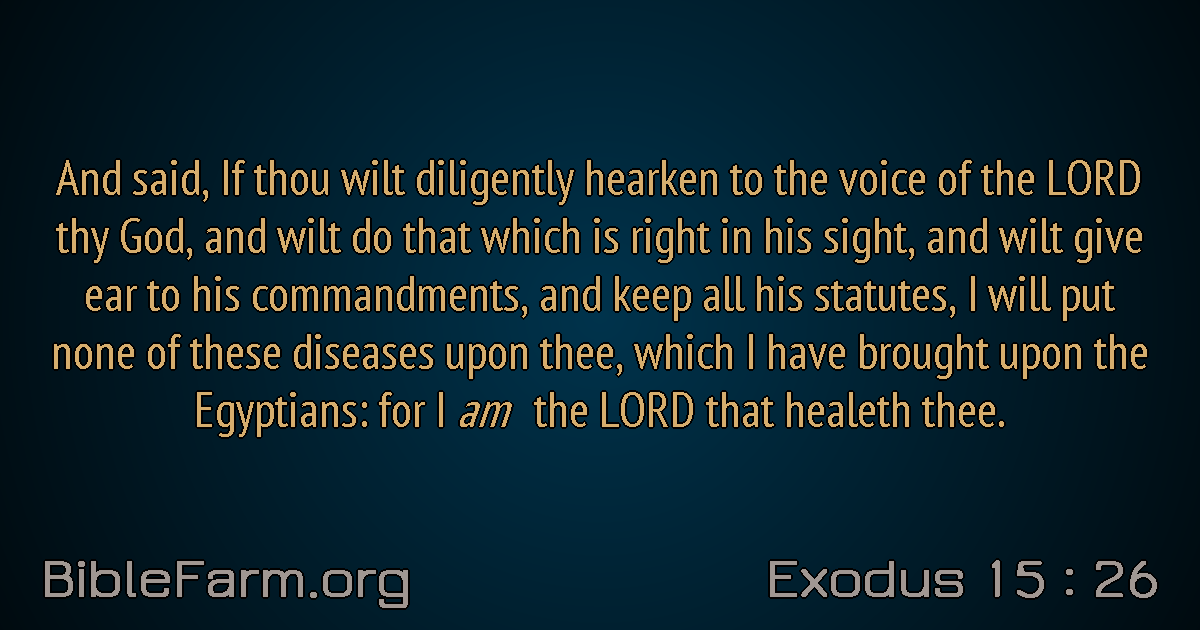 And said, If thou wilt diligently hearken to the voice of the LORD
thy God, and wilt do that which is right in his sight, and wilt give
ear to his commandments, and keep all his statutes, I will put
none of these diseases upon thee, which I have brought upon the
Egyptians: for I am the LORD that healeth thee.
BibleFarm.org
Exodus 15 : 26